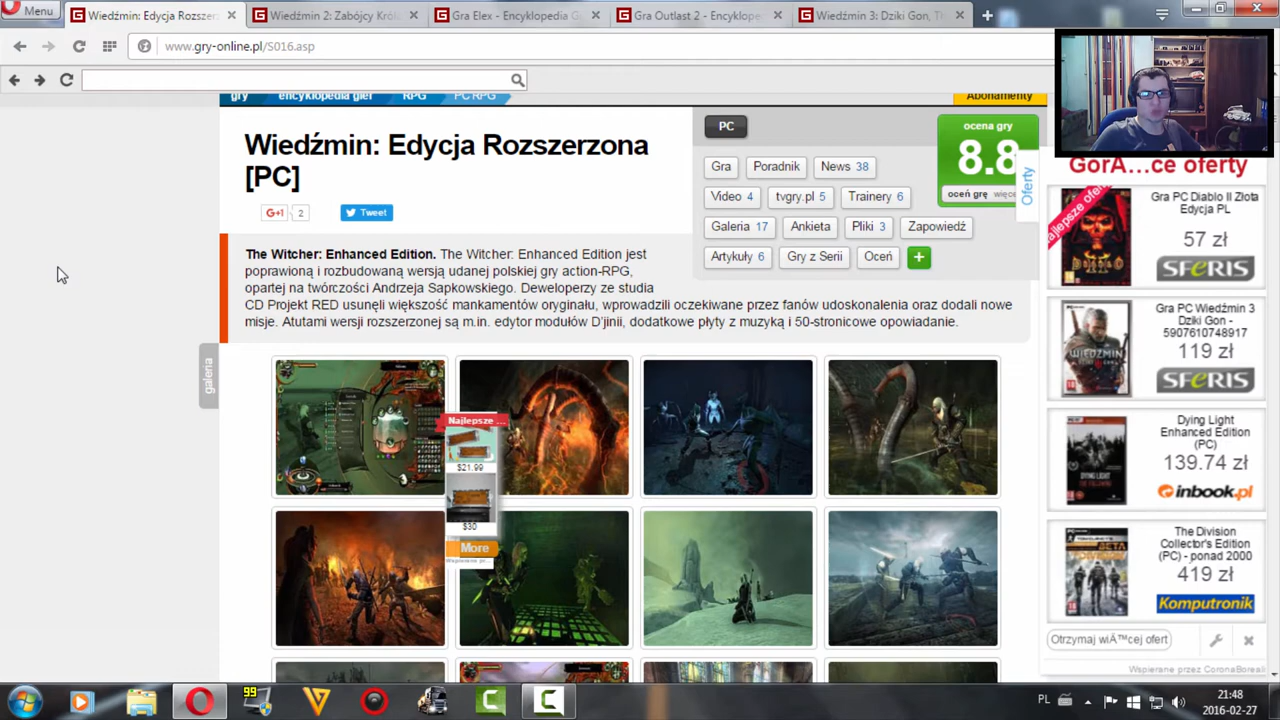 Menu
Wiedźmin: Edycja Rozszerz
Wiedźmin 2: Zabójcy Król
Gra Elex - Encyklopedia G
Gra Outlast 2 - Encyklope
Wiedźmin 3: Dziki Gon, T
www.gry-online.pl/S016.asp
gry
encyklopedia gier
RPG
PC RPG
Abonamenty
Wiedźmin: Edycja Rozszerzona
[PC]
G+1 2
Tweet
PC
Gra
Poradnik
News 38
Video 4
tvgry.pl 5
Trainery 6
Galeria 17
Ankieta
Pliki 3
Zapowiedź
Artykuły 6
Gry z Serii
Oceń
+
ocena gry
8.8
oceń grę więce
Oferty
The Witcher: Enhanced Edition. The Witcher: Enhanced Edition jest
poprawioną i rozbudowaną wersją udanej polskiej gry action-RPG,
opartej na twórczości Andrzeja Sapkowskiego. Deweloperzy ze studia
CD Projekt RED usunęli większość mankamentów oryginału, wprowadzili oczekiwane przez fanów udoskonalenia oraz dodali nowe
misje. Atutami wersji rozszerzonej są m.in. edytor modułów D'jinii, dodatkowe płyty z muzyką i 50-stronicowe opowiadanie.
galeria
Najlepsze ...
$21.99
$30
More
GorÄ…ce oferty
Najlepsze ofer
Gra PC Diablo II Złota
Edycja PL
57 zł
SFERIS
Gra PC Wiedźmin 3
Dziki Gon -
5907610748917
119 zł
SFERIS
Dying Light
Enhanced Edition
(PC)
139.74 zł
inbook.pl
The Division
Collector's Edition
(PC) - ponad 2000
419 zł
Komputronik
Otrzymaj wiÄ™cej ofert
Wspierane przez CoronaBoreali
99
PL
21:48
2016-02-27